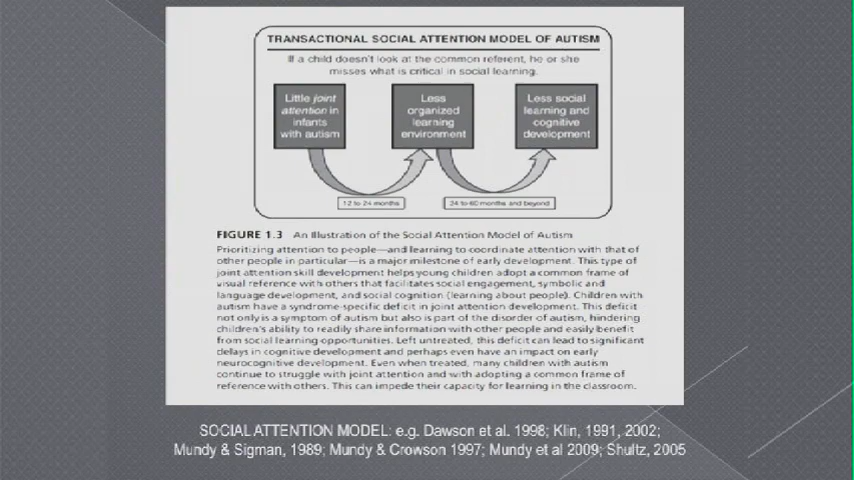 TRANSACTIONAL SOCIAL ATTENTION MODEL OF AUTISM
If a child doesn't look at the common referent, he or she
misses what is critical in social learning.
Little joint
attention in
infants
with autism
Less
organized
learning
environment
Less social
learning and
cognitive
development
12 to 24 months
24 to 60 months and beyond
FIGURE 1.3 An Illustration of the Social Attention Model of Autism
Prioritizing attention to people—and learning to coordinate attention with that of
other people in particular—is a major milestone of early development. This type of
joint attention skill development helps young children adopt a common frame of
visual reference with others that facilitates social engagement, symbolic and
language development, and social cognition (learning about people). Children with
autism have a syndrome-specific deficit in joint attention development. This deficit
not only is a symptom of autism but also is part of the disorder of autism, hindering
children's ability to readily share information with other people and easily benefit
from social learning opportunities. Left untreated, this deficit can lead to significant
delays in cognitive development and perhaps even have an impact on early
neurocognitive development. Even when treated, many children with autism
continue to struggle with joint attention and with adopting a common frame of
reference with others. This can impede their capacity for learning in the classroom.
SOCIAL ATTENTION MODEL: e.g. Dawson et al. 1998; Klin, 1991, 2002;
Mundy & Sigman, 1989; Mundy & Crowson 1997; Mundy et al 2009; Shultz, 2005